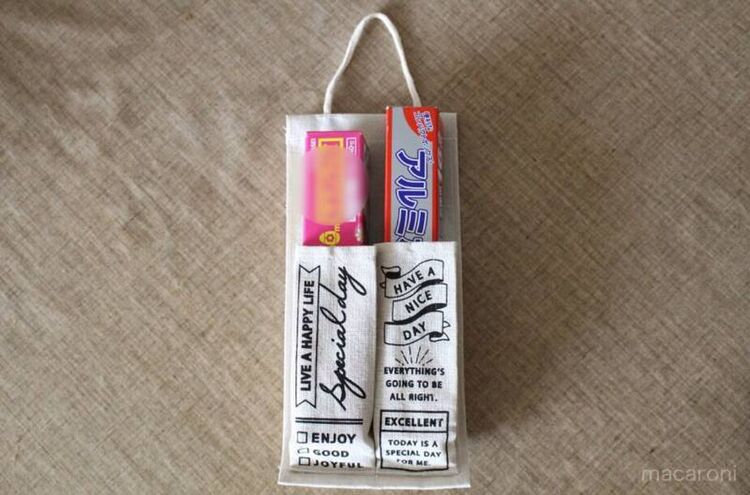 アルミ
LIVE A HAPPY LIFE
Special day
ENJOY
GOOD
JOYFUL
HAVE A
NICE
DAY
EVERYTHING'S
GOING TO BE
ALL RIGHT.
EXCELLENT
TODAY IS A
SPECIAL DAY
FOR ME.
macaroni